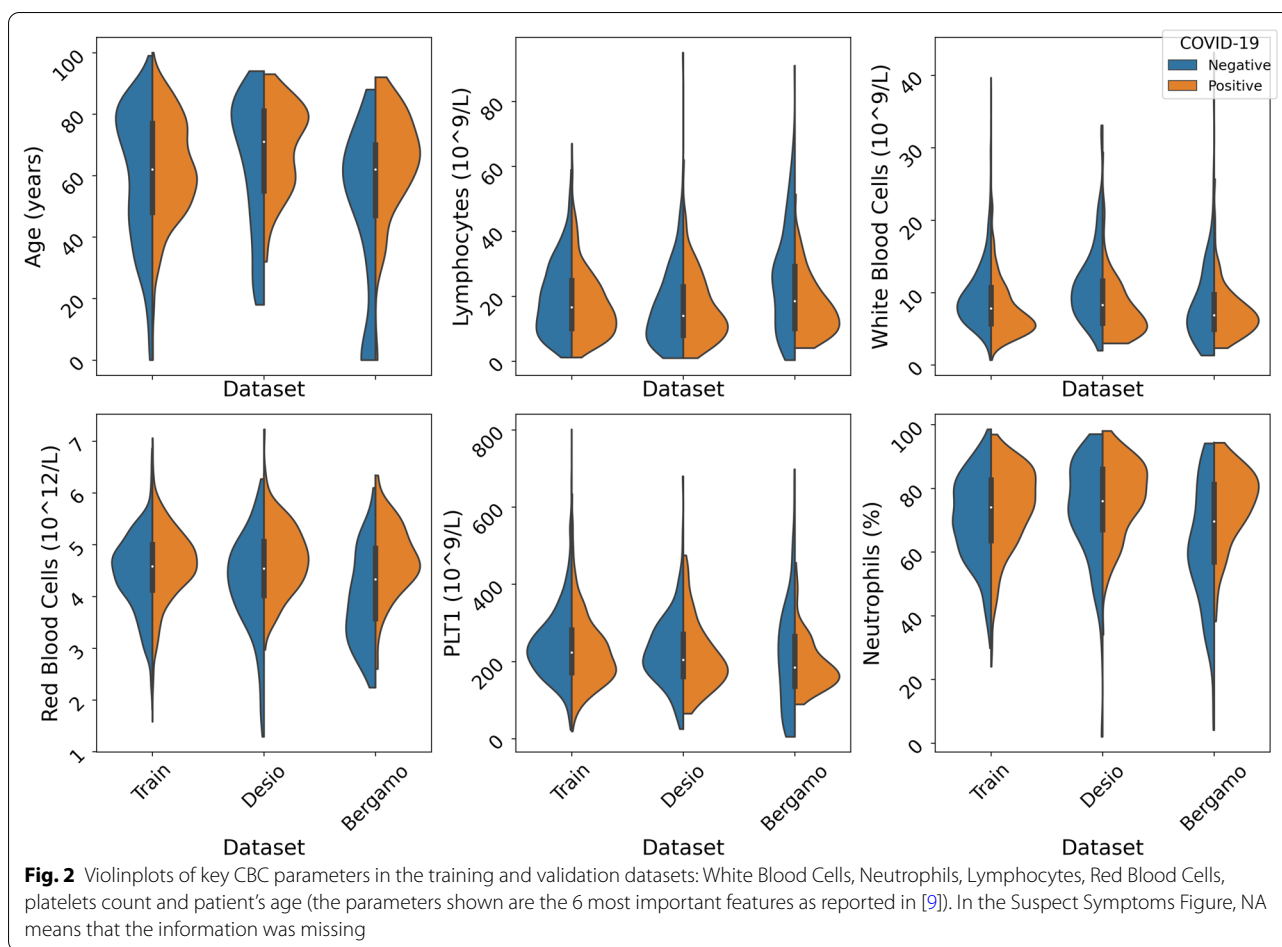 COVID-19
Negative
Positive
Age (years)
100
80
60
40
20
0
Dataset
Lymphocytes (10^9/L)
80
60
40
20
0
Dataset
White Blood Cells (10^9/L)
40
30
20
10
0
Dataset
Red Blood Cells (10^12/L)
7
6
5
4
3
2
1
Train
Desio
Bergamo
Dataset
PLT1 (10^9/L)
800
600
400
200
0
Train
Desio
Bergamo
Dataset
Neutrophils (%)
100
80
60
40
20
0
Train
Desio
Bergamo
Dataset
Fig. 2 Violinplots of key CBC parameters in the training and validation datasets: White Blood Cells, Neutrophils, Lymphocytes, Red Blood Cells,
platelets count and patient's age (the parameters shown are the 6 most important features as reported in [9]). In the Suspect Symptoms Figure, NA
means that the information was missing